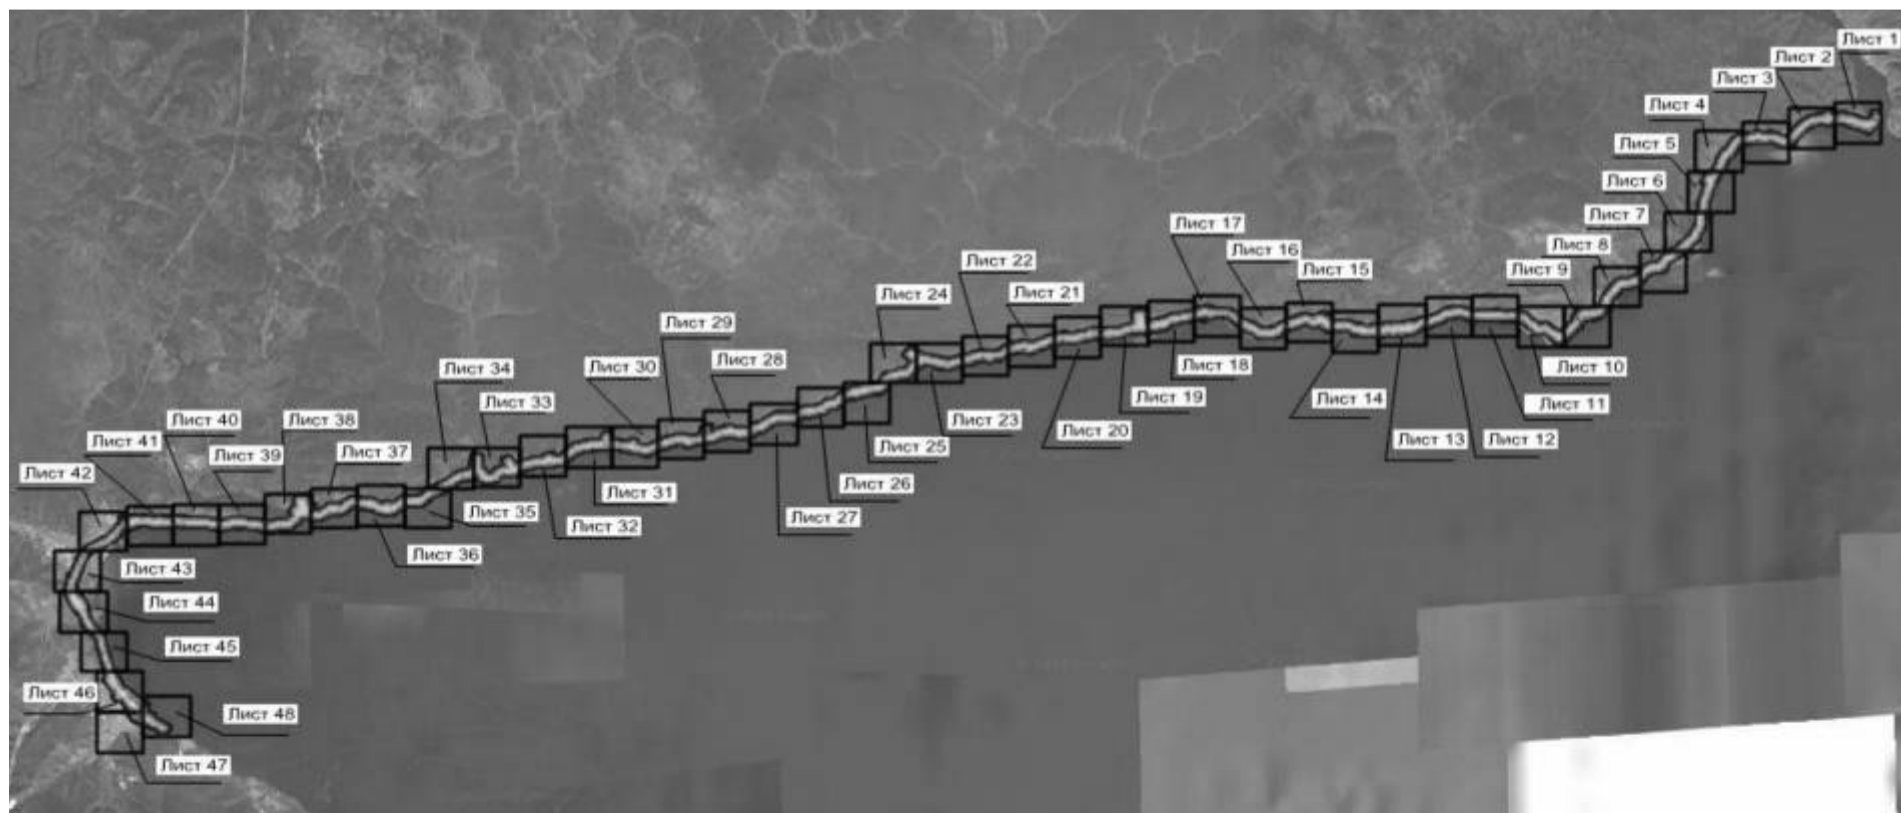 Лист 1
Лист 2
Лист 3
Лист 4
Лист 5
Лист 6
Лист 7
Лист 8
Лист 9
Лист 10
Лист 11
Лист 12
Лист 13
Лист 14
Лист 15
Лист 16
Лист 17
Лист 18
Лист 19
Лист 20
Лист 21
Лист 22
Лист 23
Лист 24
Лист 25
Лист 26
Лист 27
Лист 28
Лист 29
Лист 30
Лист 31
Лист 32
Лист 33
Лист 34
Лист 35
Лист 36
Лист 37
Лист 38
Лист 39
Лист 40
Лист 41
Лист 42
Лист 43
Лист 44
Лист 45
Лист 46
Лист 47
Лист 48